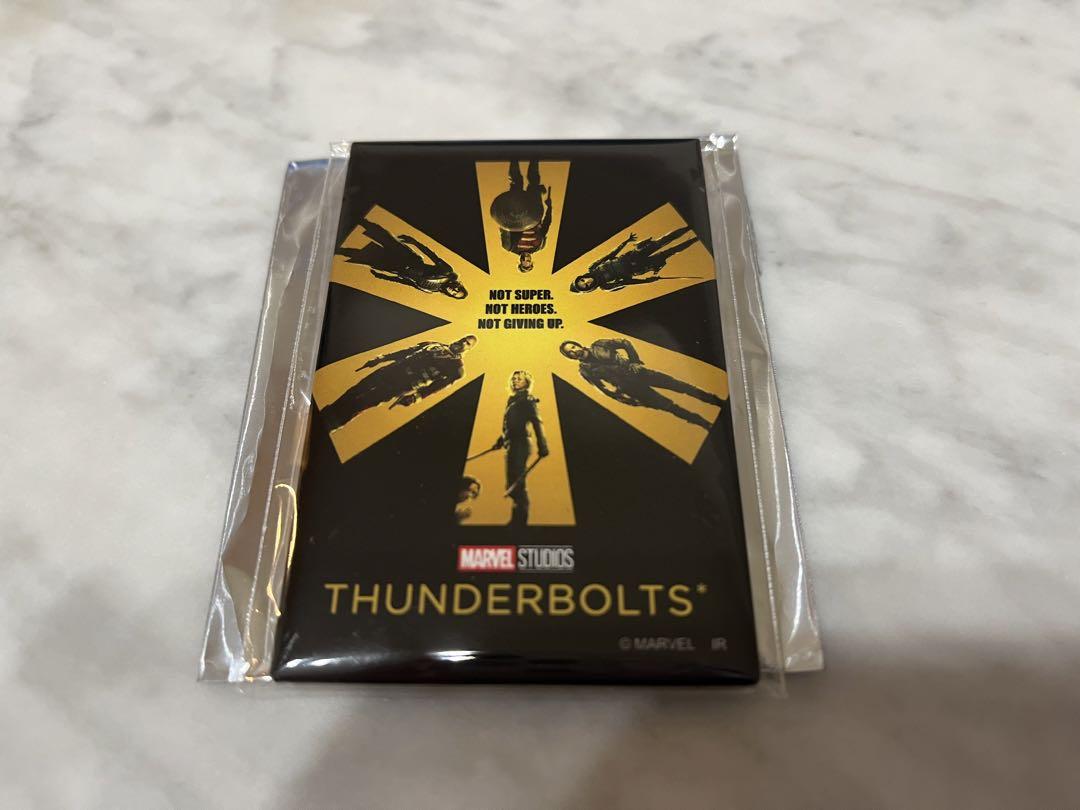 NOT SUPER.
NOT HEROES.
NOT GIVING UP.
MARVEL STUDIOS
THUNDERBOLTS*
© MARVEL IR